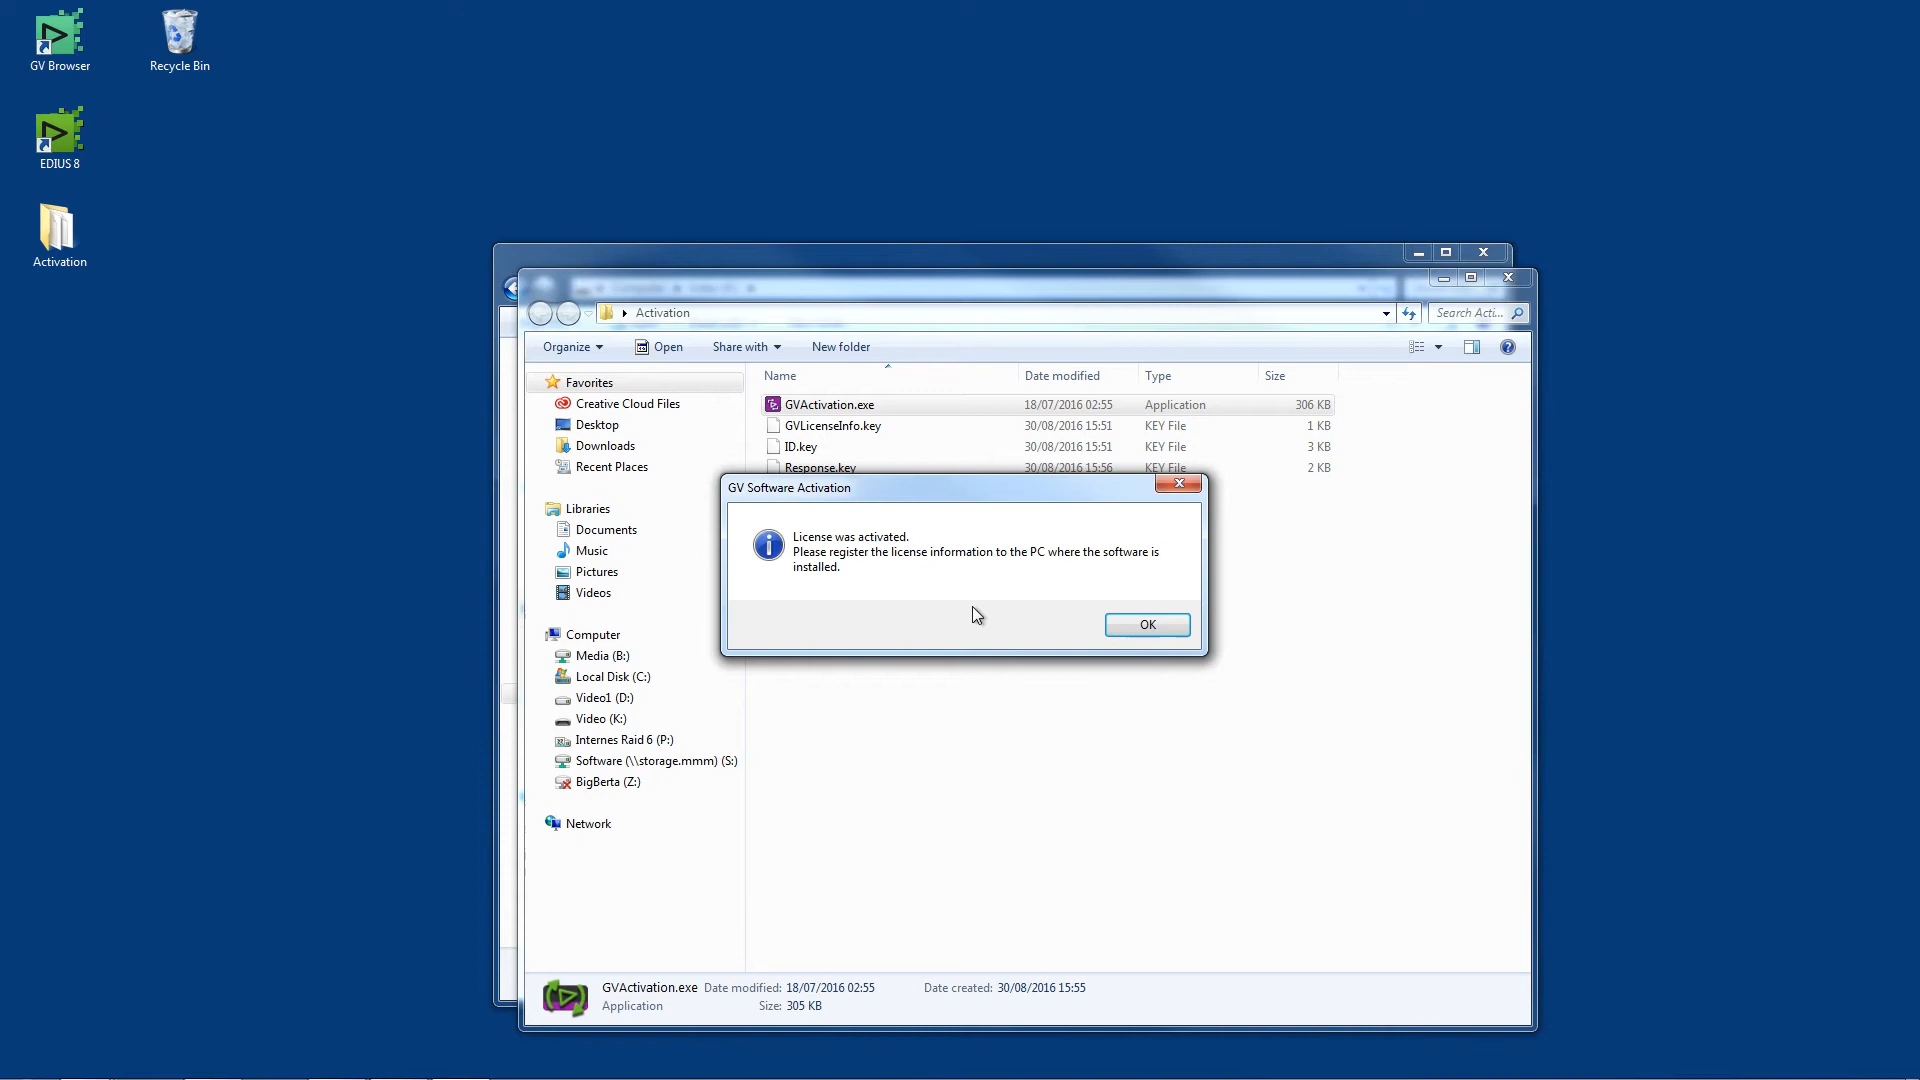 GV Browser
Recycle Bin
EDIUS 8
Activation
Activation
Search Acti...
Organize
Open
Share with
New folder
Favorites
Creative Cloud Files
Desktop
Downloads
Recent Places
Libraries
Documents
Music
Pictures
Videos
Computer
Media (B:)
Local Disk (C:)
Video1 (D:)
Video (K:)
Internes Raid 6 (P:)
Software (\\storage.mmm) (S:)
BigBerta (Z:)
Network
Name Date modified Type Size
GVActivation.exe 18/07/2016 02:55 Application 306 KB
GVLicenseInfo.key 30/08/2016 15:51 KEY File 1 KB
ID.key 30/08/2016 15:51 KEY File 3 KB
Response.key 30/08/2016 15:56 KEY File 2 KB
GV Software Activation
License was activated.
Please register the license information to the PC where the software is
installed.
OK
GVActivation.exe Date modified: 18/07/2016 02:55 Date created: 30/08/2016 15:55
Application Size: 305 KB